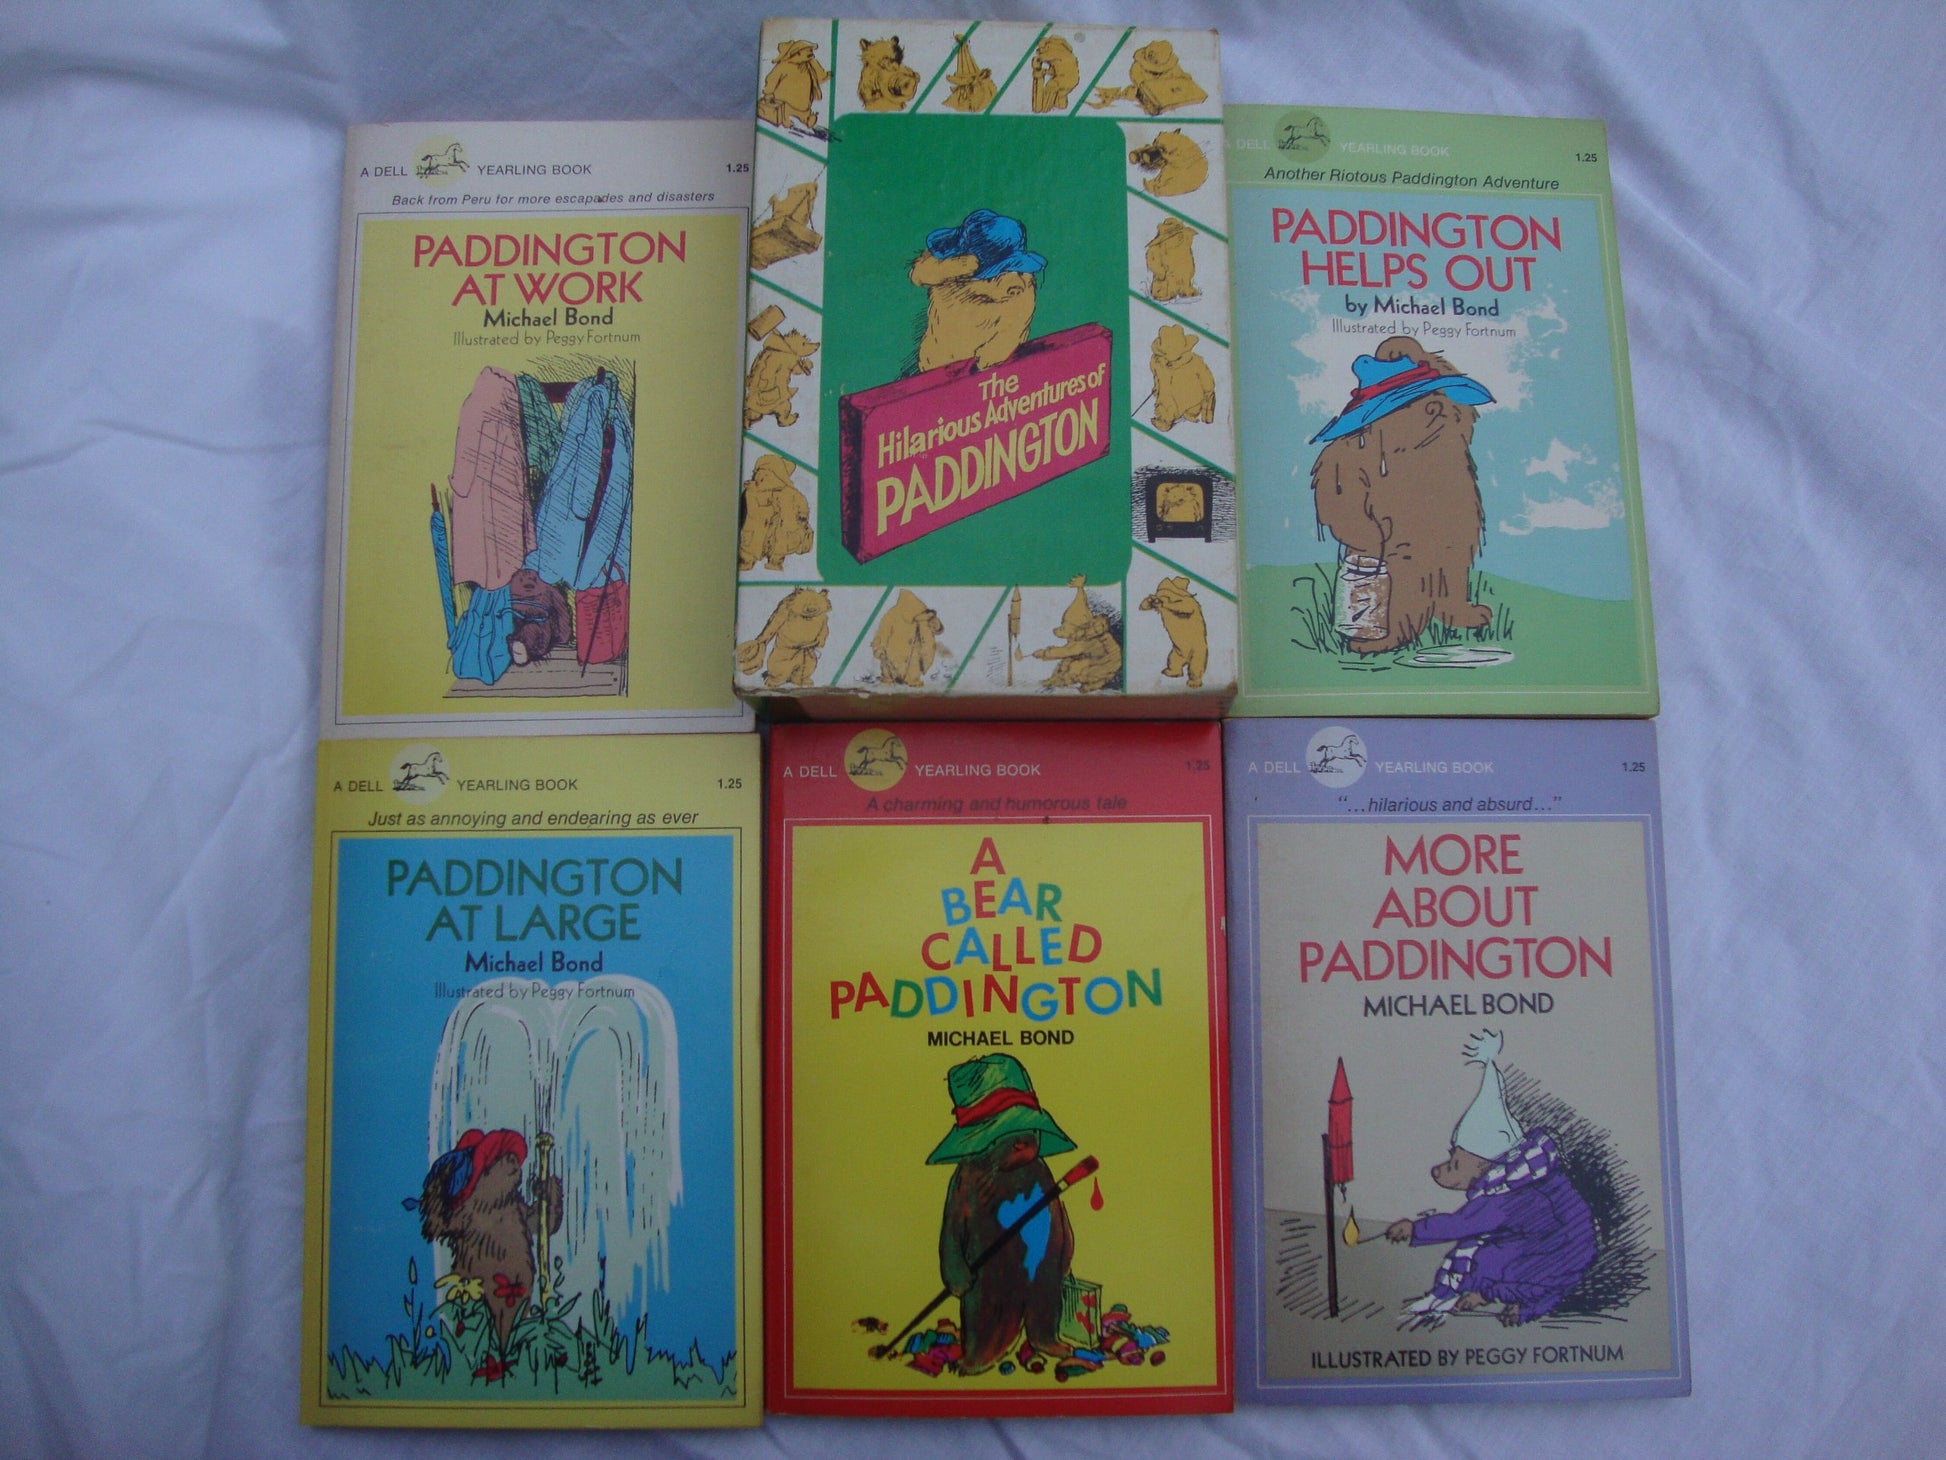 A DELL YEARLING BOOK 1.25
Back from Peru for more escapades and disasters
PADDINGTON
AT WORK
Michael Bond
Illustrated by Peggy Fortnum
The
Hilarious Adventures of
PADDINGTON
A DELL YEARLING BOOK 1.25
Another Riotous Paddington Adventure
PADDINGTON
HELPS OUT
by Michael Bond
Illustrated by Peggy Fortnum
A DELL YEARLING BOOK 1.25
Just as annoying and endearing as ever
PADDINGTON
AT LARGE
Michael Bond
Illustrated by Peggy Fortnum
A DELL YEARLING BOOK 1.25
A charming and humorous tale
A
BEAR
CALLED
PADDINGTON
MICHAEL BOND
A DELL YEARLING BOOK 1.25
"...hilarious and absurd..."
MORE
ABOUT
PADDINGTON
MICHAEL BOND
ILLUSTRATED BY PEGGY FORTNUM